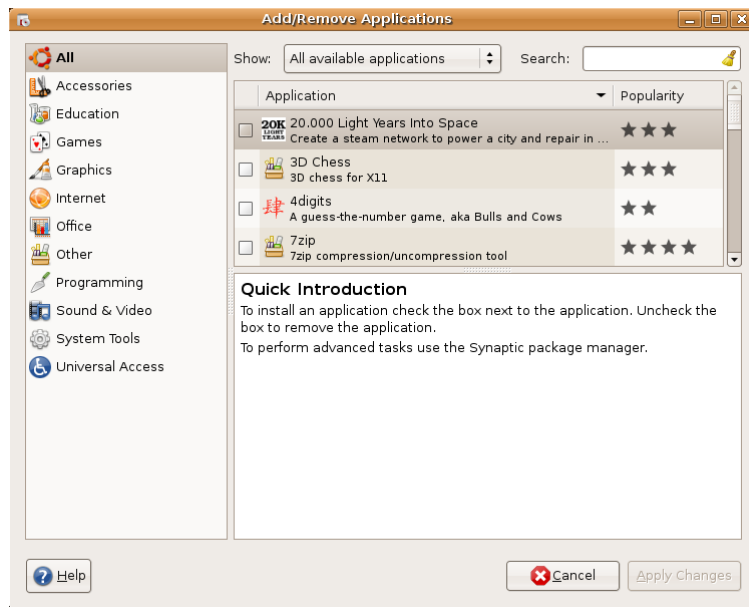 Add/Remove Applications
All
Accessories
Education
Games
Graphics
Internet
Office
Other
Programming
Sound & Video
System Tools
Universal Access
Show: All available applications Search:
Application Popularity
20K LIGHT YEARS
20.000 Light Years Into Space
Create a steam network to power a city and repair in ...
3D Chess
3D chess for X11
肆 4digits
A guess-the-number game, aka Bulls and Cows
7zip
7zip compression/uncompression tool
Quick Introduction
To install an application check the box next to the application. Uncheck the
box to remove the application.
To perform advanced tasks use the Synaptic package manager.
Help Cancel Apply Changes